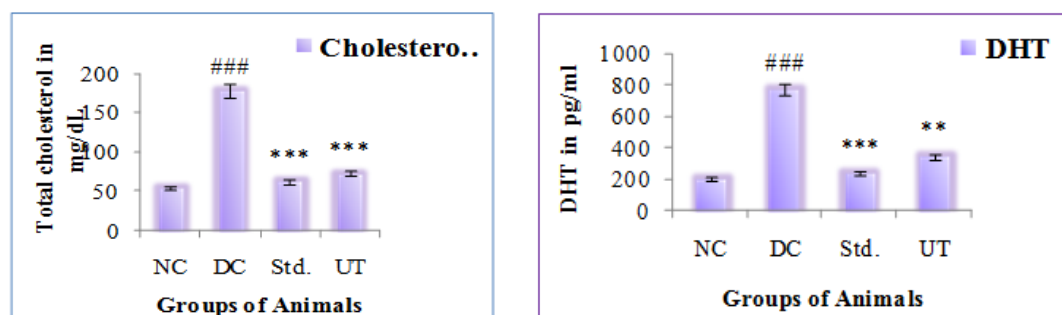 Cholestero..
Total cholesterol in
mg/dL
200
150
100
50
0
###
***
***
NC DC Std. UT
Groups of Animals
DHT
DHT in pg/ml
1000
800
600
400
200
0
###
***
**
NC DC Std. UT
Groups of Animals